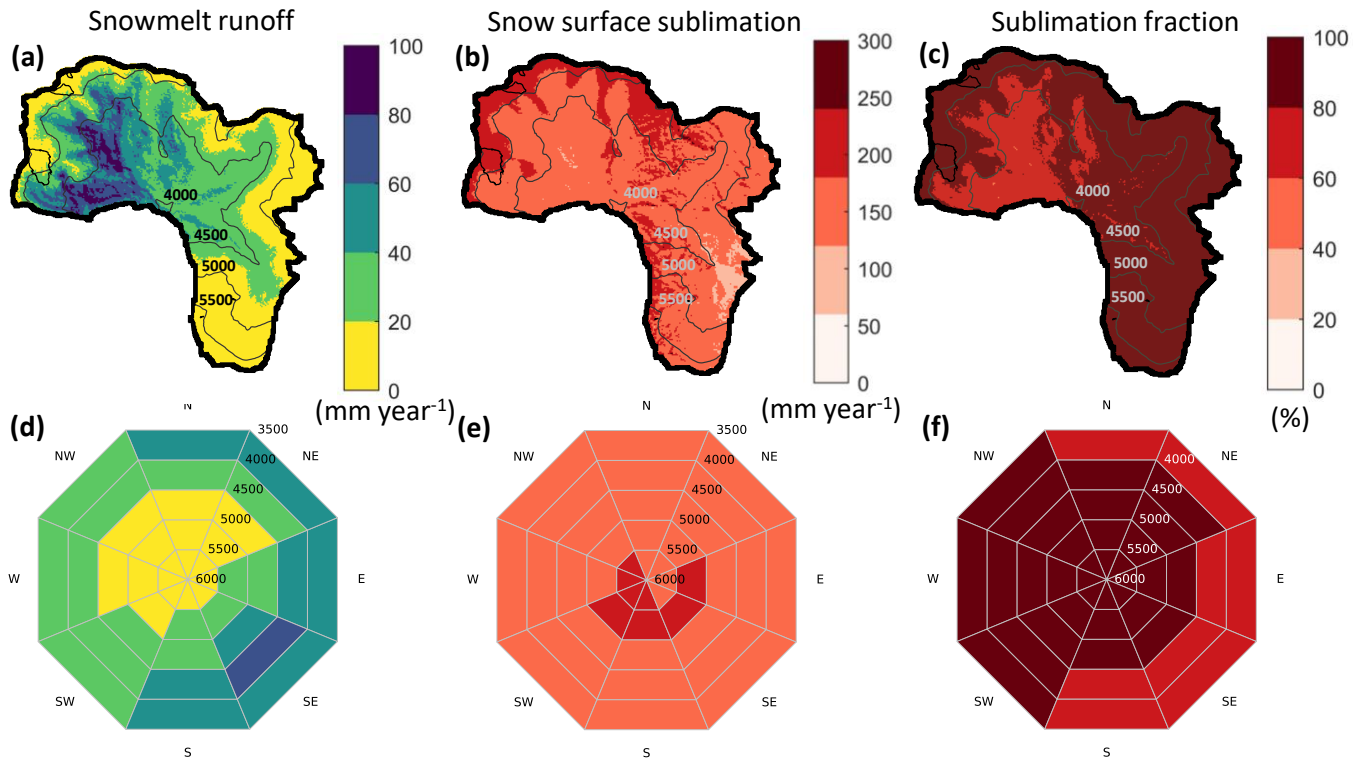 Snowmelt runoff
Snow surface sublimation
Sublimation fraction
(a)
100
80
60
40
20
0
4000
4500
5000
5500
(mm year-1)
(b)
300
240
200
150
100
50
0
4000
4500
5000
5500
(mm year-1)
(c)
100
80
60
40
20
0
4000
4500
5000
5500
(%)
(d)
N
NE
E
SE
S
SW
W
NW
3500
4000
4500
5000
5500
6000
(e)
N
NE
E
SE
S
SW
W
NW
3500
4000
4500
5000
5500
6000
(f)
N
NE
E
SE
S
SW
W
NW
4000
4500
5000
5500
6000